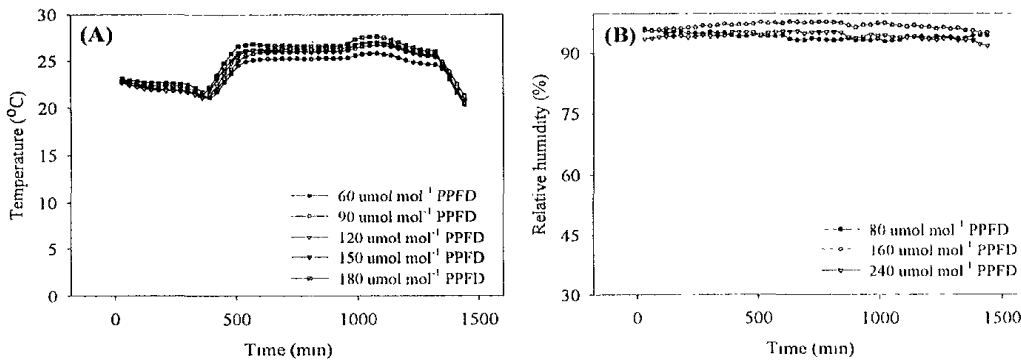 (A)
Temperature (⁰C)
30
25
20
15
10
5
0
60 umol mol⁻¹ PPFD
90 umol mol⁻¹ PPFD
120 umol mol⁻¹ PPFD
150 umol mol⁻¹ PPFD
180 umol mol⁻¹ PPFD
0 500 1000 1500
Time (min)
(B)
Relative humidity (%)
90
75
60
45
30
80 umol mol⁻¹ PPFD
160 umol mol⁻¹ PPFD
240 umol mol⁻¹ PPFD
0 500 1000 1500
Time (min)